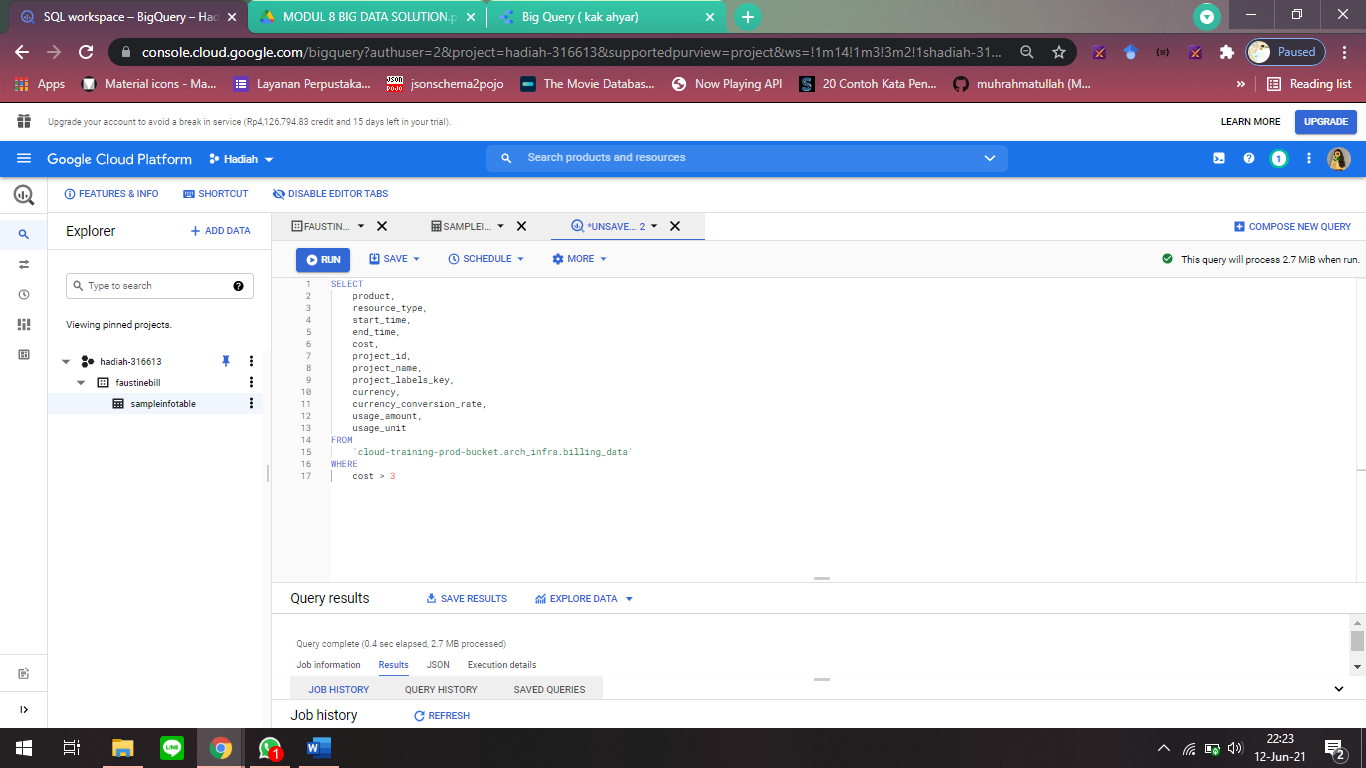 SQL workspace – BigQuery – Had
MODUL 8 BIG DATA SOLUTION.p
Big Query ( kak ahyar)
console.cloud.google.com/bigquery?authuser=2&project=hadiah-316613&supportedpurview=project&ws=!1m14!1m3!3m2!1shadiah-31...
Paused
Apps
Material icons - Ma...
Layanan Perpustaka...
JSON POJO
jsonschema2pojo
The Movie Databas...
Now Playing API
20 Contoh Kata Pen...
muhrahmatullah (M...
»
Reading list
Upgrade your account to avoid a break in service (Rp4,126,794.83 credit and 15 days left in your trial).
LEARN MORE
UPGRADE
Google Cloud Platform
Hadiah
Search products and resources
1
FEATURES & INFO
SHORTCUT
DISABLE EDITOR TABS
Explorer
+ ADD DATA
FAUSTIN...
SAMPLEI...
*UNSAVE... 2
COMPOSE NEW QUERY
RUN
SAVE
SCHEDULE
MORE
This query will process 2.7 MiB when run.
Type to search
Viewing pinned projects.
hadiah-316613
faustinebill
sampleinfotable
1 SELECT
2 product,
3 resource_type,
4 start_time,
5 end_time,
6 cost,
7 project_id,
8 project_name,
9 project_labels_key,
10 currency,
11 currency_conversion_rate,
12 usage_amount,
13 usage_unit
14 FROM
15 `cloud-training-prod-bucket.arch_infra.billing_data`
16 WHERE
17 cost > 3
Query results
SAVE RESULTS
EXPLORE DATA
Query complete (0.4 sec elapsed, 2.7 MB processed)
Job information
Results
JSON
Execution details
JOB HISTORY
QUERY HISTORY
SAVED QUERIES
Job history
REFRESH
LINE
1
W
22:23
12-Jun-21
2